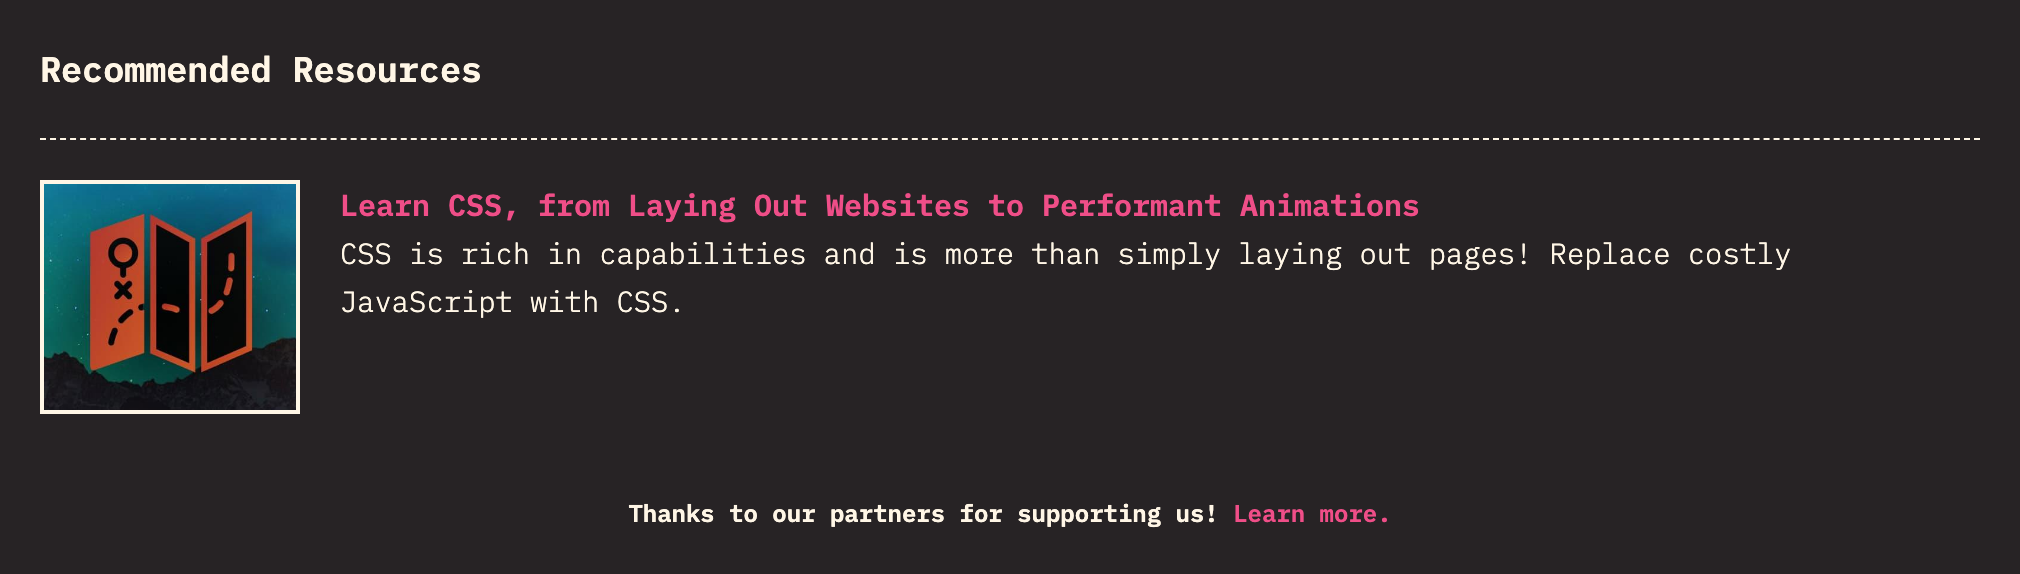 Recommended Resources
Learn CSS, from Laying Out Websites to Performant Animations
CSS is rich in capabilities and is more than simply laying out pages! Replace costly
JavaScript with CSS.
Thanks to our partners for supporting us! Learn more.